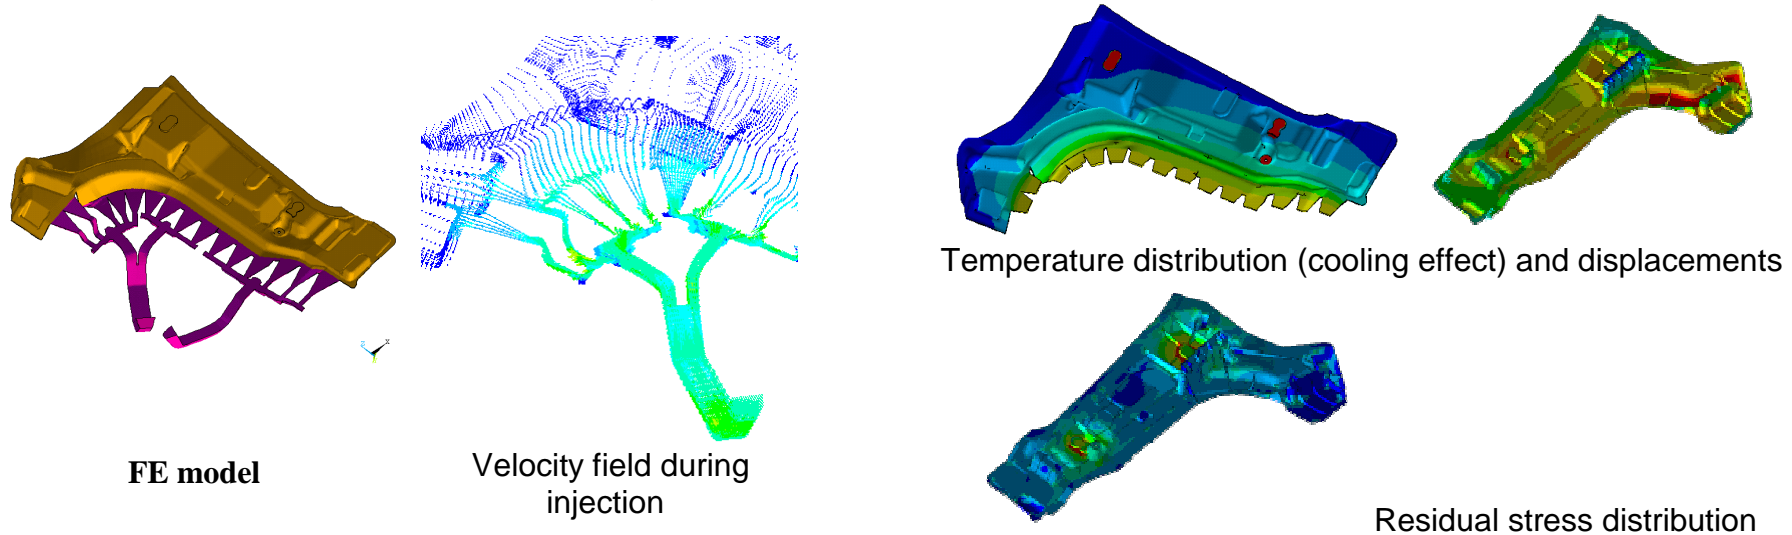 FE model
Velocity field during
injection
Temperature distribution (cooling effect) and displacements
Residual stress distribution